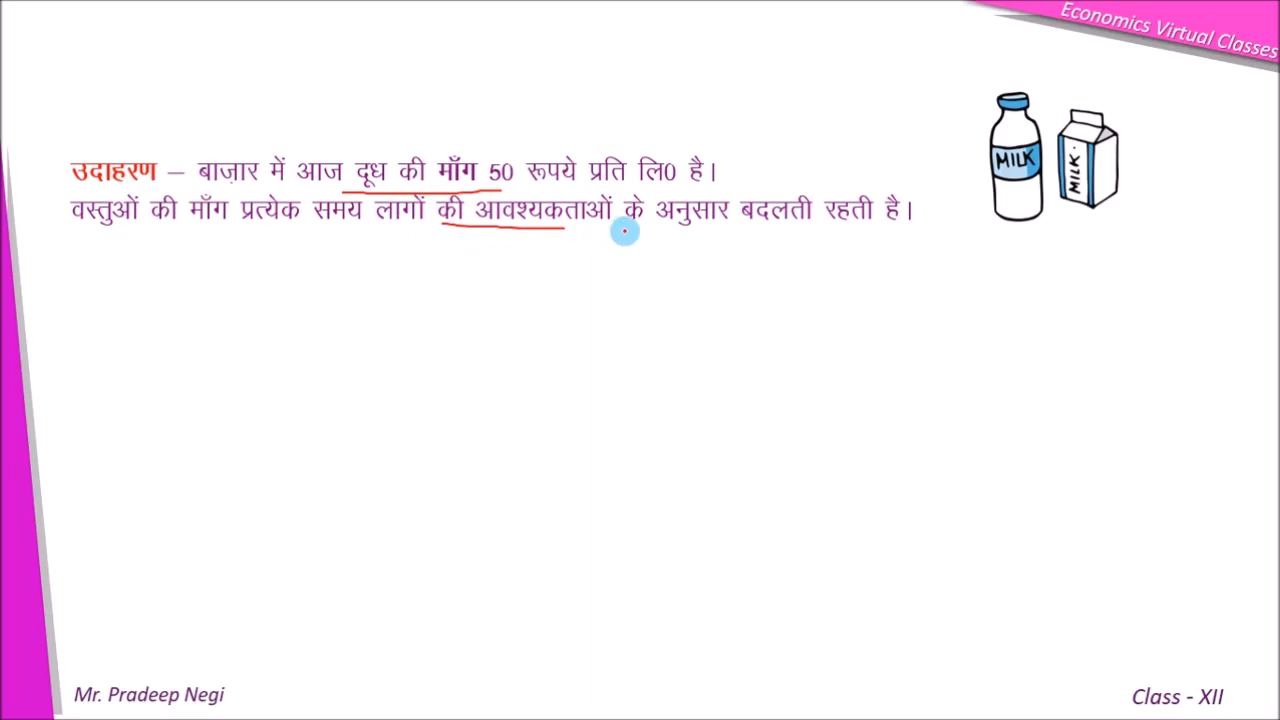 Economics Virtual Classes
MILK
MILK
उदाहरण – बाज़ार में आज दूध की माँग 50 रूपये प्रति लि0 है।
वस्तुओं की माँग प्रत्येक समय लागों की आवश्यकताओं के अनुसार बदलती रहती है।
Mr. Pradeep Negi
Class - XII